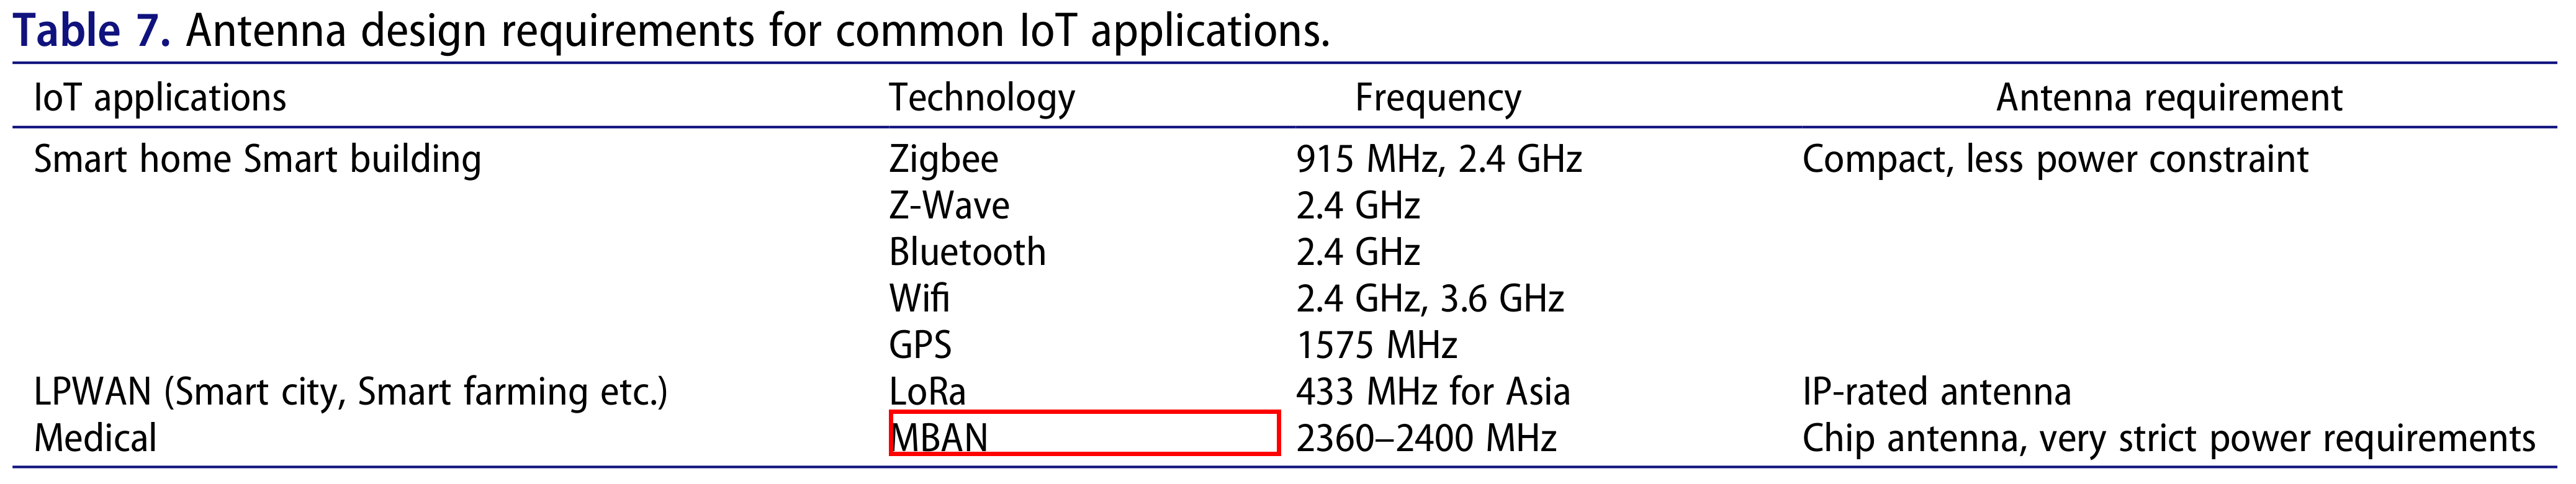 Table 7. Antenna design requirements for common IoT applications.
IoT applications Technology Frequency Antenna requirement
Smart home Smart building Zigbee 915 MHz, 2.4 GHz Compact, less power constraint
Z-Wave 2.4 GHz
Bluetooth 2.4 GHz
Wifi 2.4 GHz, 3.6 GHz
GPS 1575 MHz
LPWAN (Smart city, Smart farming etc.) LoRa 433 MHz for Asia IP-rated antenna
Medical MBAN 2360–2400 MHz Chip antenna, very strict power requirements